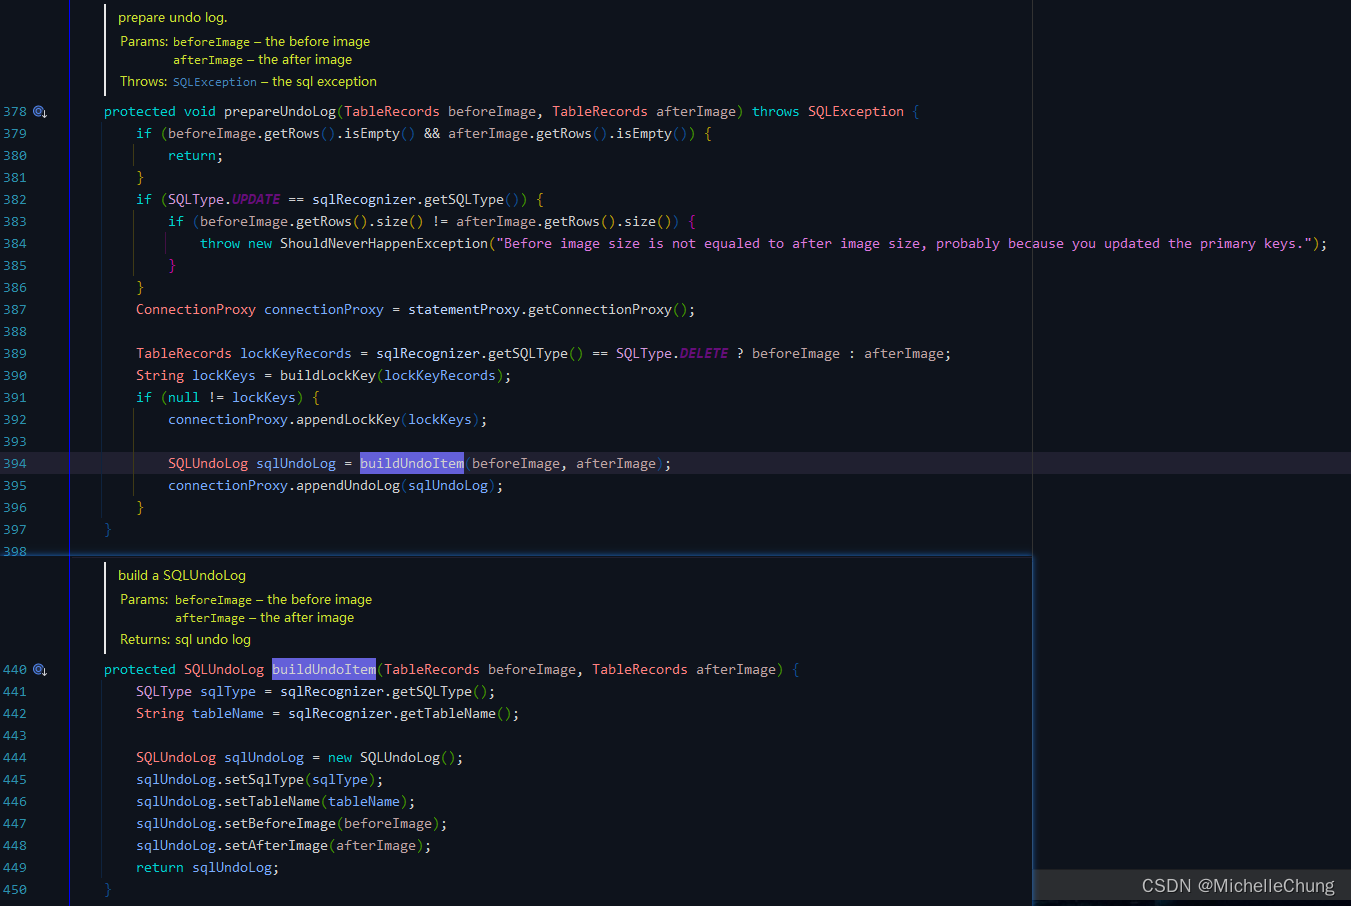 prepare undo log.
Params: beforeImage – the before image
afterImage – the after image
Throws: SQLException – the sql exception
378 protected void prepareUndoLog(TableRecords beforeImage, TableRecords afterImage) throws SQLException {
379 if (beforeImage.getRows().isEmpty() && afterImage.getRows().isEmpty()) {
380 return;
381 }
382 if (SQLType.UPDATE == sqlRecognizer.getSQLType()) {
383 if (beforeImage.getRows().size() != afterImage.getRows().size()) {
384 throw new ShouldNeverHappenException("Before image size is not equaled to after image size, probably because you updated the primary keys.");
385 }
386 }
387 ConnectionProxy connectionProxy = statementProxy.getConnectionProxy();
388
389 TableRecords lockKeyRecords = sqlRecognizer.getSQLType() == SQLType.DELETE ? beforeImage : afterImage;
390 String lockKeys = buildLockKey(lockKeyRecords);
391 if (null != lockKeys) {
392 connectionProxy.appendLockKey(lockKeys);
393
394 SQLUndoLog sqlUndoLog = buildUndoItem(beforeImage, afterImage);
395 connectionProxy.appendUndoLog(sqlUndoLog);
396 }
397 }
398
build a SQLUndoLog
Params: beforeImage – the before image
afterImage – the after image
Returns: sql undo log
440 protected SQLUndoLog buildUndoItem(TableRecords beforeImage, TableRecords afterImage) {
441 SQLType sqlType = sqlRecognizer.getSQLType();
442 String tableName = sqlRecognizer.getTableName();
443
444 SQLUndoLog sqlUndoLog = new SQLUndoLog();
445 sqlUndoLog.setSqlType(sqlType);
446 sqlUndoLog.setTableName(tableName);
447 sqlUndoLog.setBeforeImage(beforeImage);
448 sqlUndoLog.setAfterImage(afterImage);
449 return sqlUndoLog;
450 }
CSDN @MichelleChung